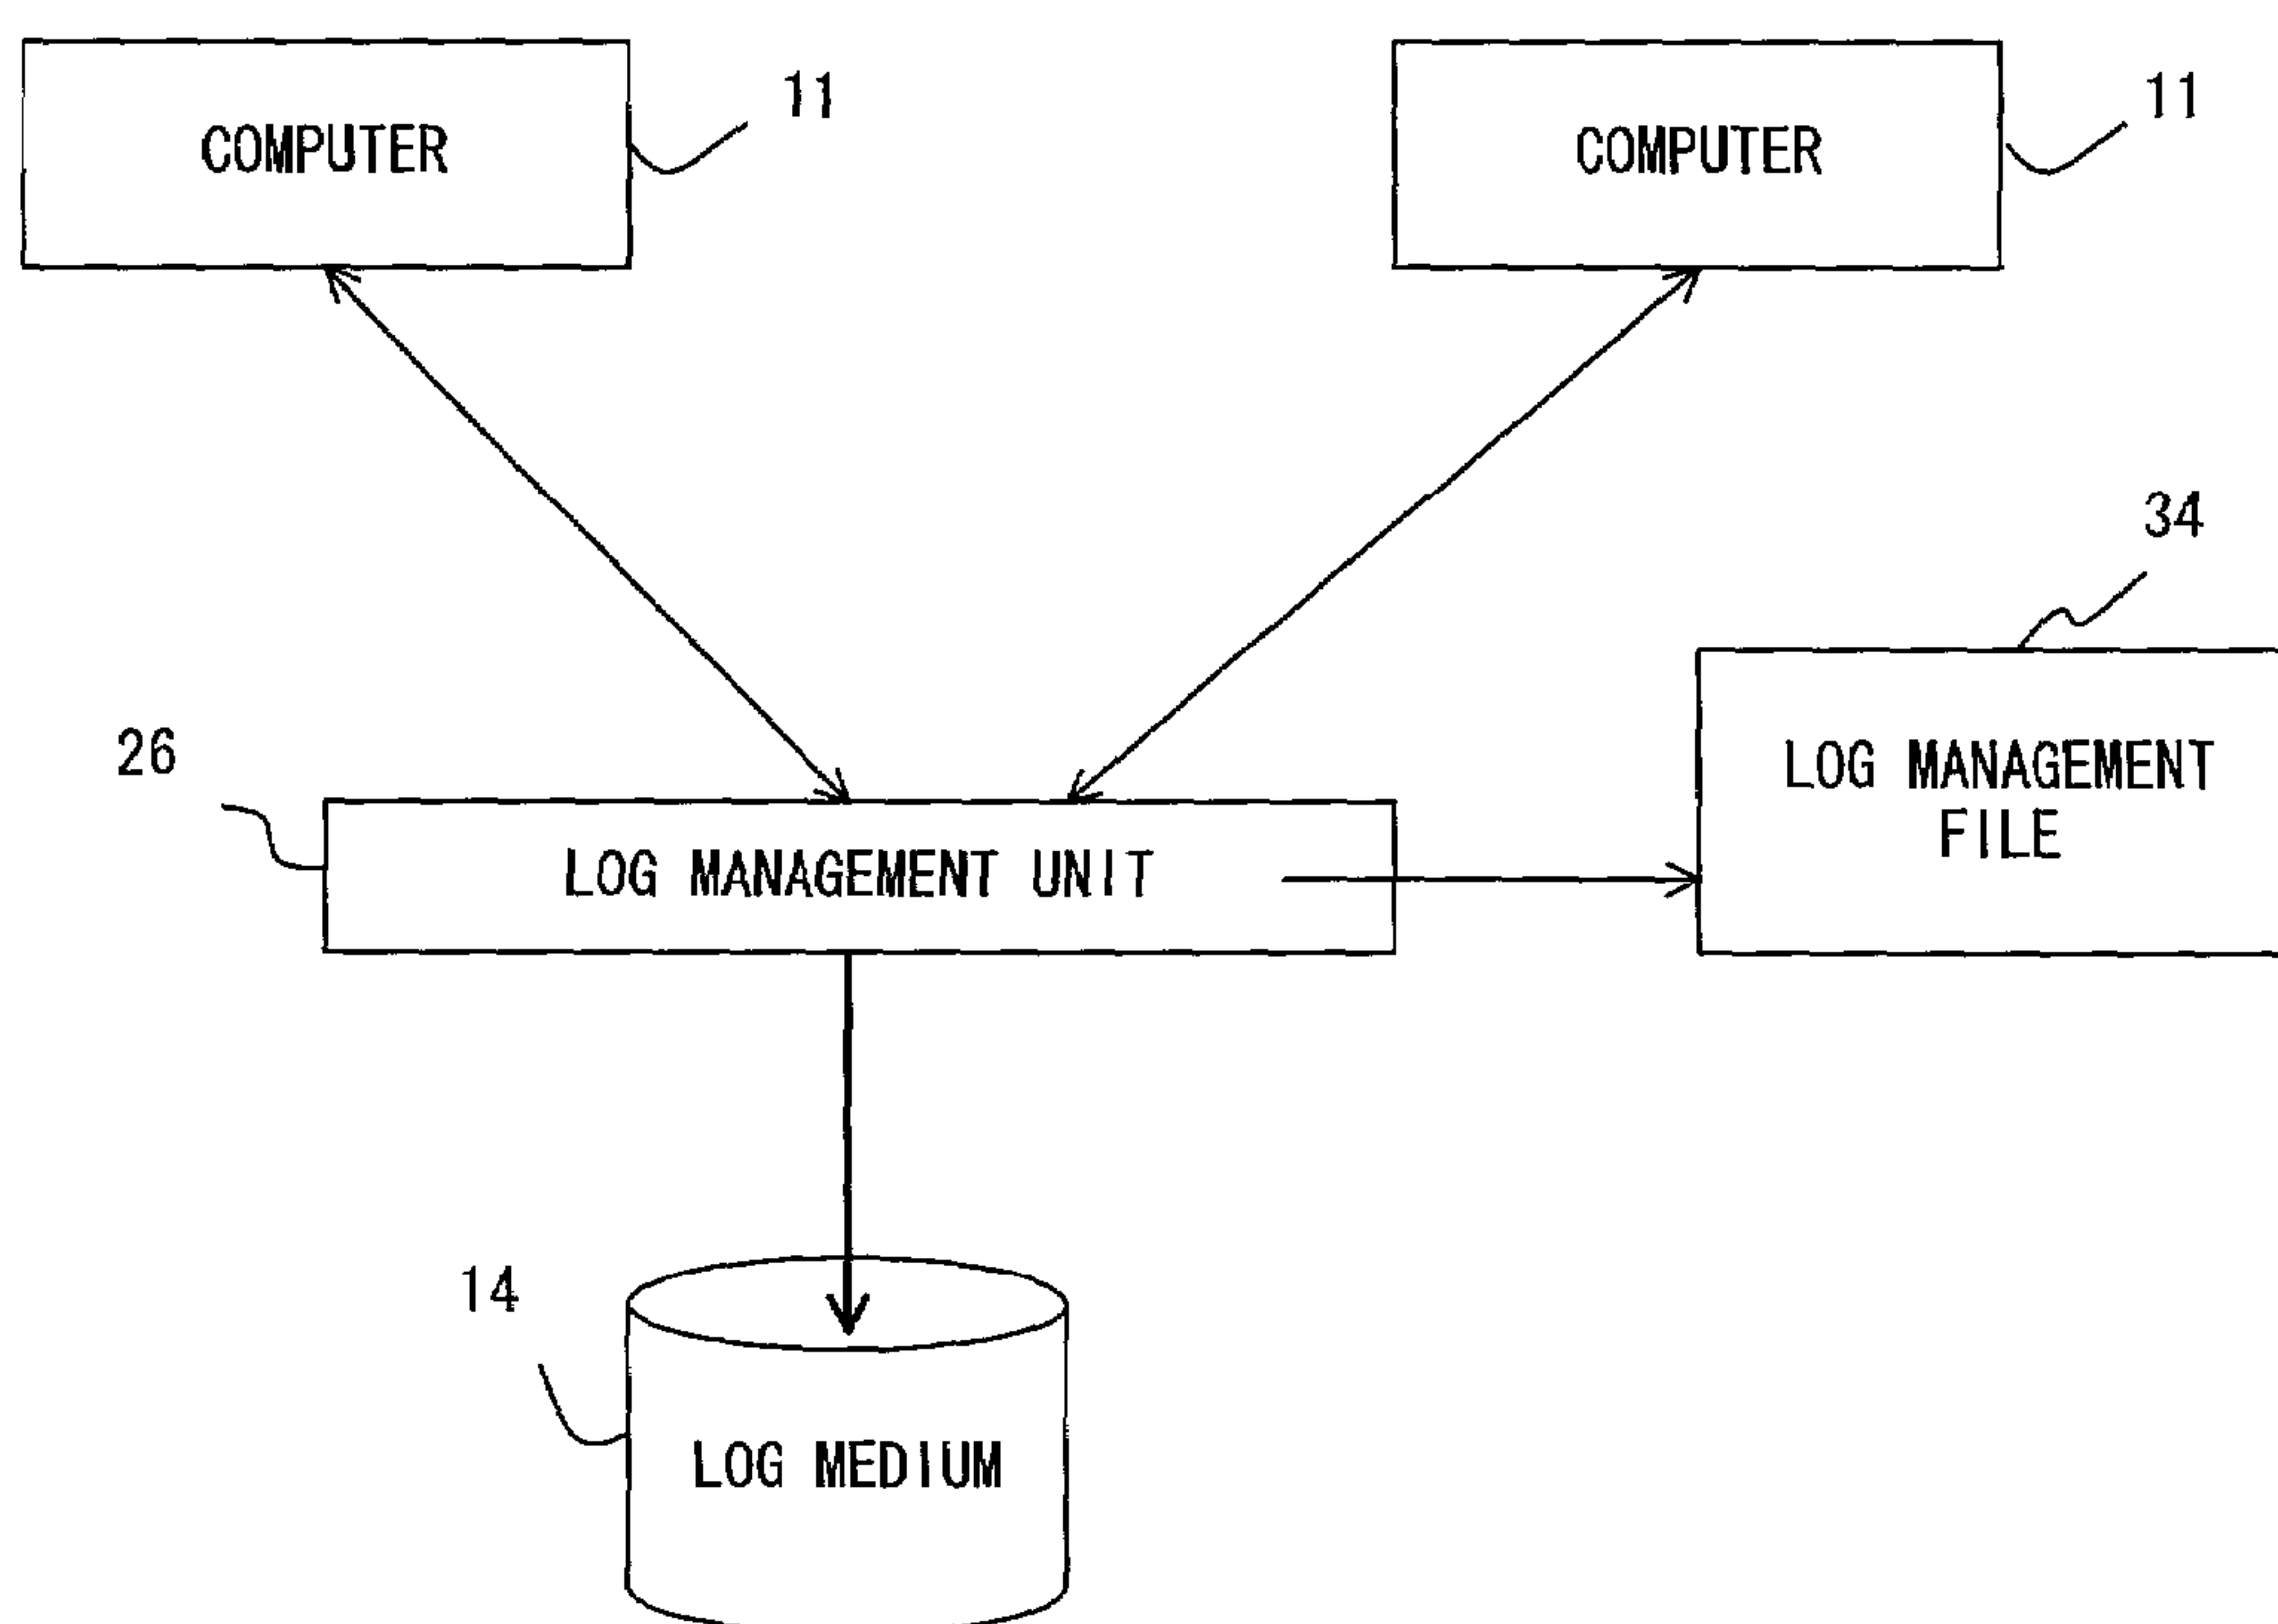 11
11
COMPUTER
COMPUTER
34
26
LOG MANAGEMENT
FILE
LOG MANAGEMENT UNIT
14
LOG MEDIUM